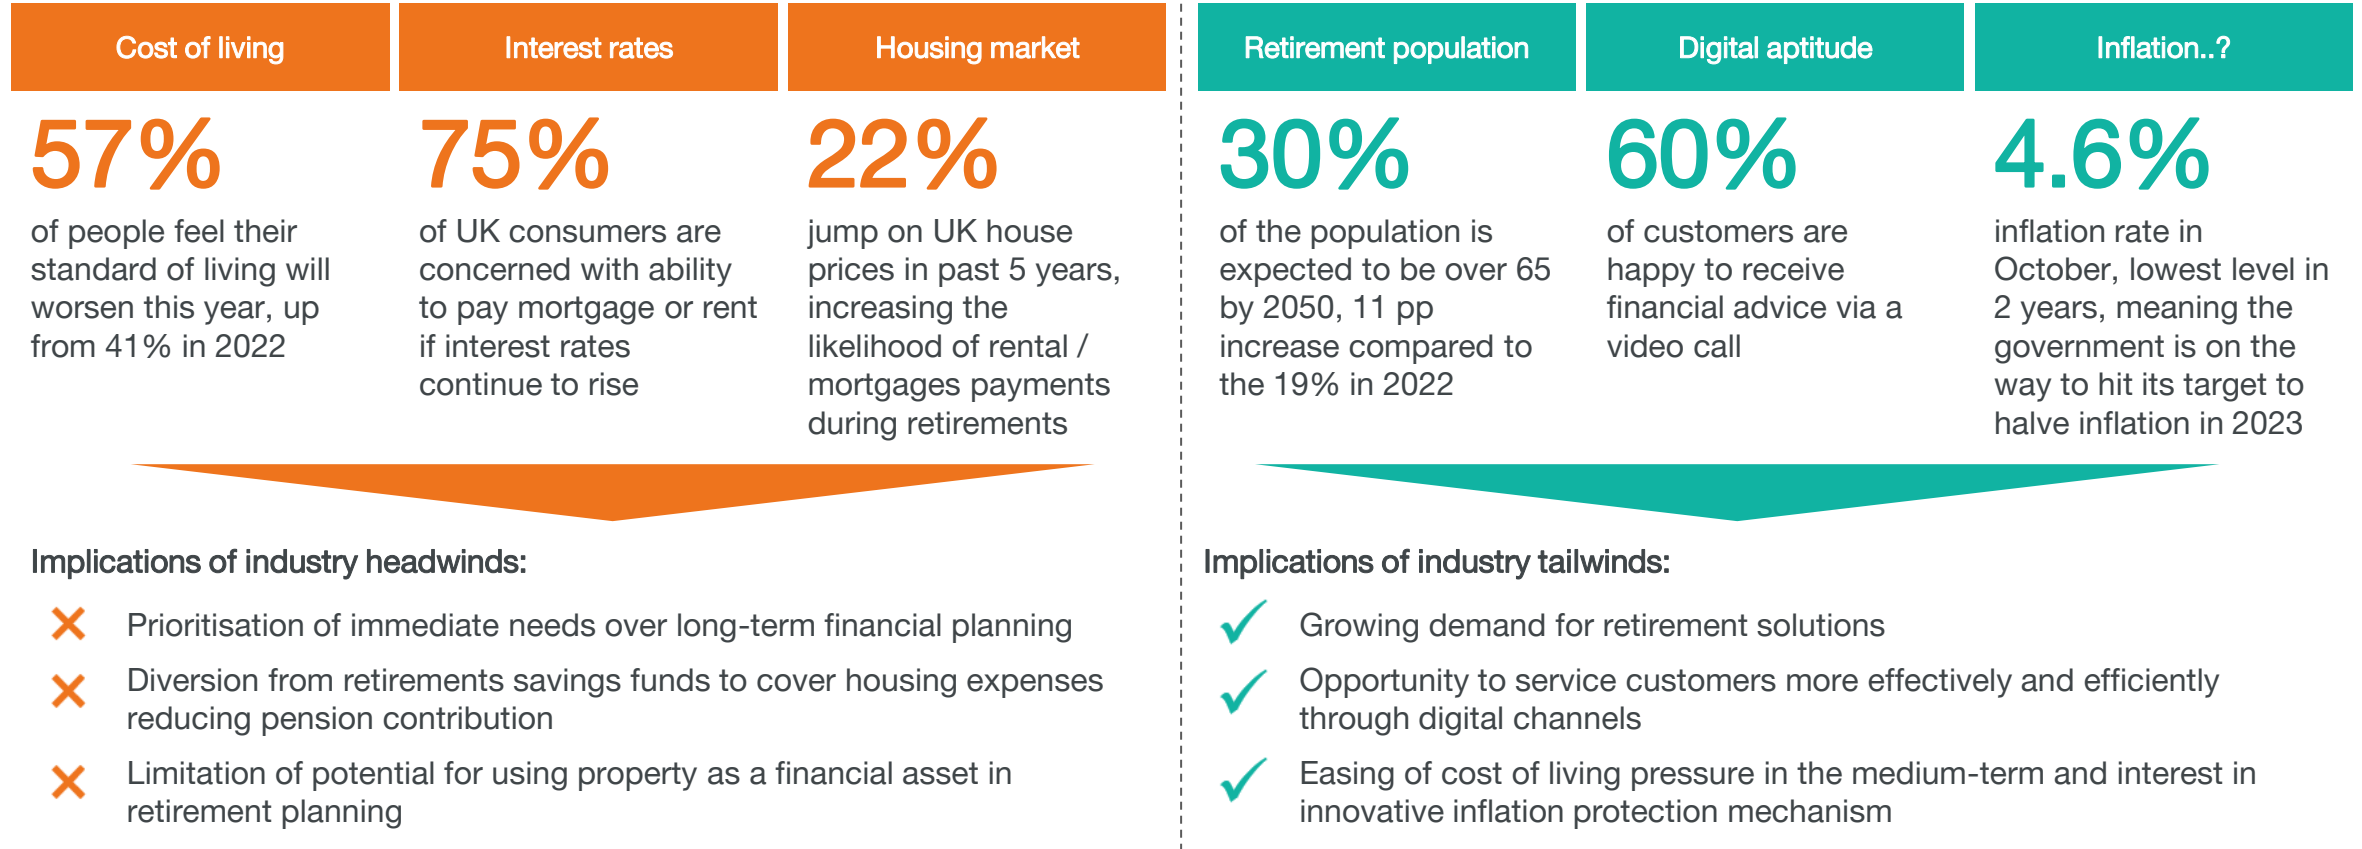 Cost of living
57%
of people feel their
standard of living will
worsen this year, up
from 41% in 2022
Interest rates
75%
of UK consumers are
concerned with ability
to pay mortgage or rent
if interest rates
continue to rise
Housing market
22%
jump on UK house
prices in past 5 years,
increasing the
likelihood of rental /
mortgages payments
during retirements
Implications of industry headwinds:
Prioritisation of immediate needs over long-term financial planning
Diversion from retirements savings funds to cover housing expenses
reducing pension contribution
Limitation of potential for using property as a financial asset in
retirement planning
Retirement population
30%
of the population is
expected to be over 65
by 2050, 11 pp
increase compared to
the 19% in 2022
Digital aptitude
60%
of customers are
happy to receive
financial advice via a
video call
Inflation..?
4.6%
inflation rate in
October, lowest level in
2 years, meaning the
government is on the
way to hit its target to
halve inflation in 2023
Implications of industry tailwinds:
Growing demand for retirement solutions
Opportunity to service customers more effectively and efficiently
through digital channels
Easing of cost of living pressure in the medium-term and interest in
innovative inflation protection mechanism